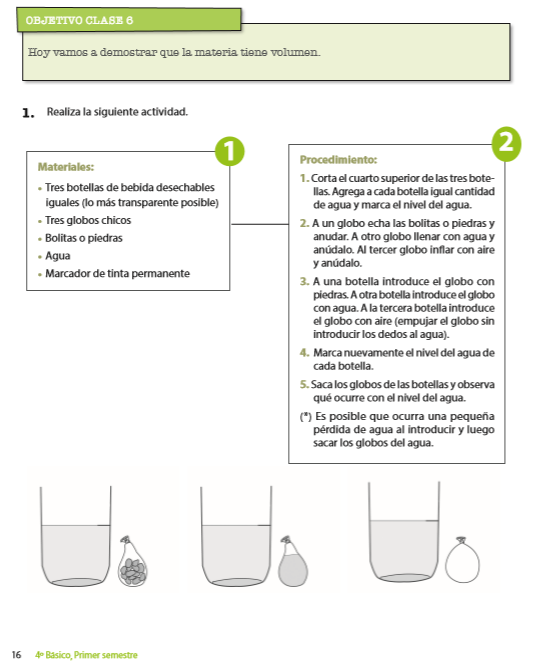 OBJETIVO CLASE 6
Hoy vamos a demostrar que la materia tiene volumen.
1. Realiza la siguiente actividad.
1
Materiales:
• Tres botellas de bebida desechables
iguales (lo más transparente posible)
• Tres globos chicos
• Bolitas o piedras
• Agua
• Marcador de tinta permanente
2
Procedimiento:
1. Corta el cuarto superior de las tres bote-
llas. Agrega a cada botella igual cantidad
de agua y marca el nivel del agua.
2. A un globo echa las bolitas o piedras y
anudar. A otro globo llenar con agua y
anúdalo. Al tercer globo inflar con aire
y anúdalo.
3. A una botella introduce el globo con
piedras. A otra botella introduce el globo
con agua. A la tercera botella introduce
el globo con aire (empujar el globo sin
introducir los dedos al agua).
4. Marca nuevamente el nivel del agua de
cada botella.
5. Saca los globos de las botellas y observa
qué ocurre con el nivel del agua.
(*) Es posible que ocurra una pequeña
pérdida de agua al introducir y luego
sacar los globos del agua.
16 4º Básico, Primer semestre